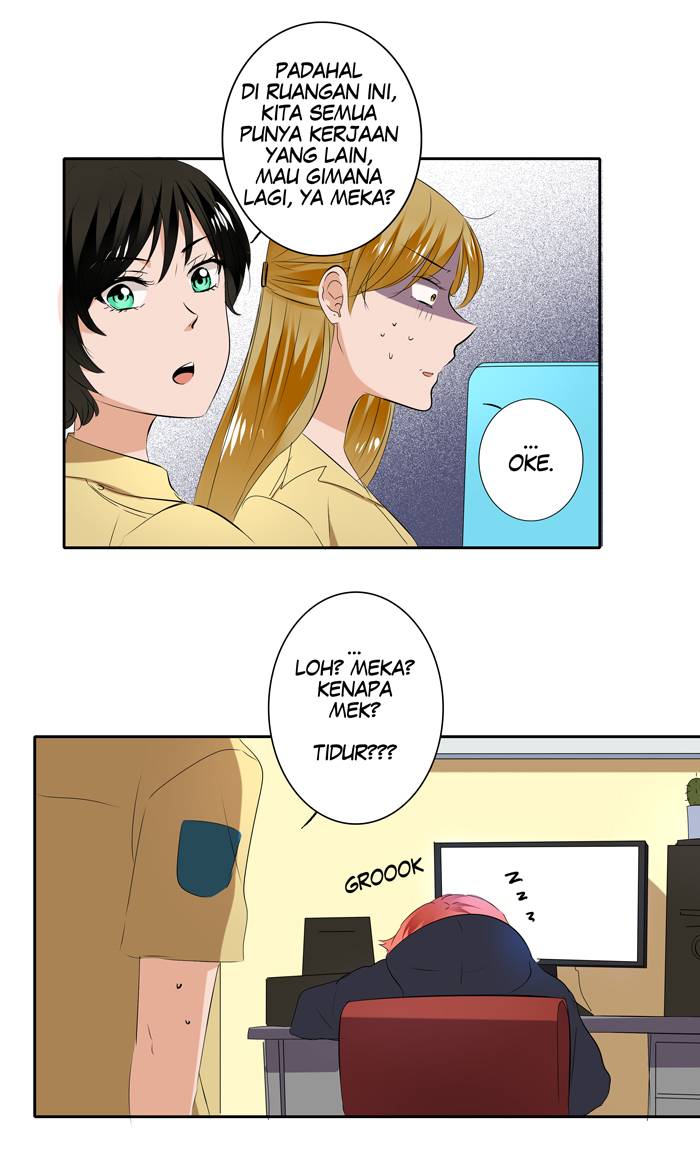 PADAHAL
DI RUANGAN INI,
KITA SEMUA
PUNYA KERJAAN
YANG LAIN,
MAU GIMANA
LAGI, YA MEKA?
...
OKE.
...
LOH? MEKA?
KENAPA
MEK?
TIDUR???
GROOOK
Z
Z
Z